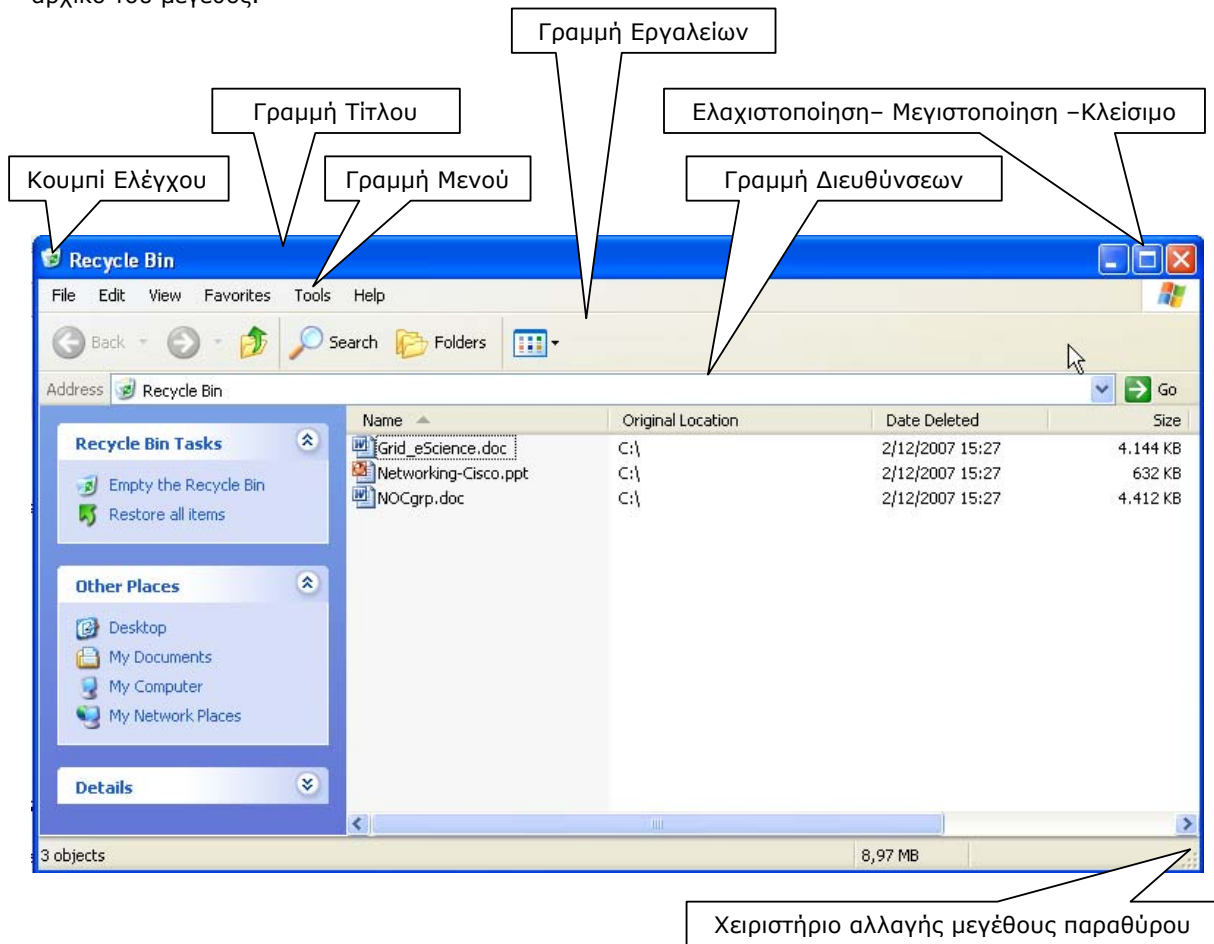 αρχικό του μέγεθος.
Γραμμή Εργαλείων
Γραμμή Τίτλου
Ελαχιστοποίηση– Μεγιστοποίηση –Κλείσιμο
Κουμπί Ελέγχου
Γραμμή Μενού
Γραμμή Διευθύνσεων
Recycle Bin
File Edit View Favorites Tools Help
Back Search Folders
Address Recycle Bin Go
Name Original Location Date Deleted Size
Recycle Bin Tasks
Grid_eScience.doc C:\ 2/12/2007 15:27 4.144 KB
Networking-Cisco.ppt C:\ 2/12/2007 15:27 632 KB
NOCgrp.doc C:\ 2/12/2007 15:27 4.412 KB
Empty the Recycle Bin
Restore all items
Other Places
Desktop
My Documents
My Computer
My Network Places
Details
3 objects 8,97 MB
Χειριστήριο αλλαγής μεγέθους παραθύρου